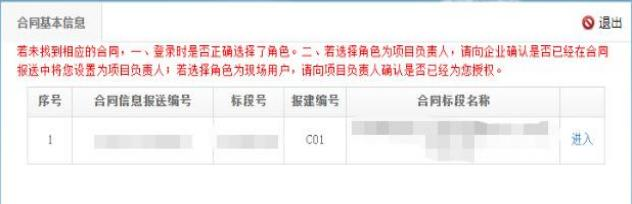 合同基本信息
退出
若未找到相应的合同，一、登录时是否正确选择了角色。二、若选择角色为项目负责人，请向企业确认是否已经在合同
报送中将您设置为项目负责人；若选择角色为现场用户，请向项目负责人确认是否已经为您授权。
序号 合同信息报送编号 标段号 报建编号 合同标段名称
1 C01 进入